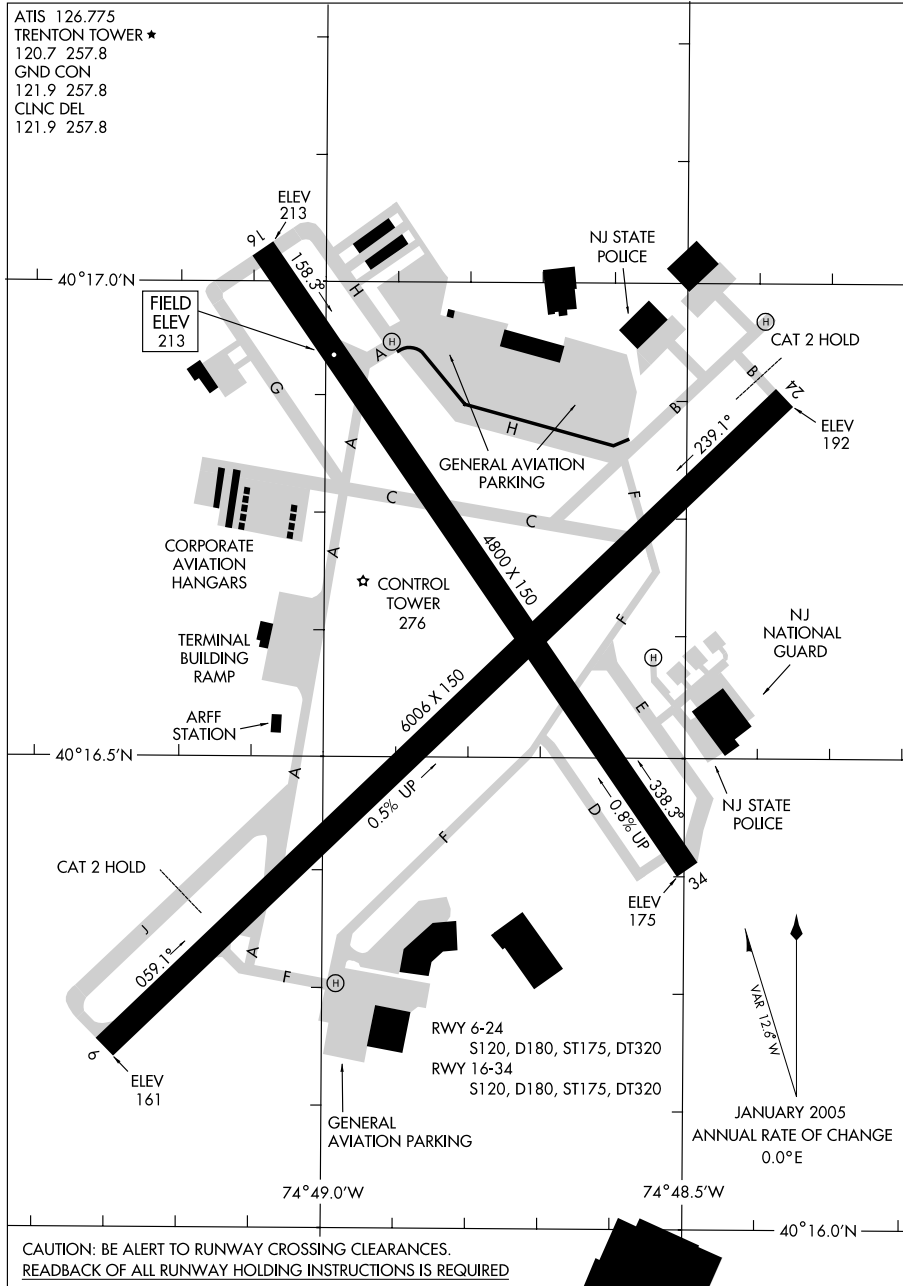 ATIS 126.775
TRENTON TOWER ★
120.7 257.8
GND CON
121.9 257.8
CLNC DEL
121.9 257.8
ELEV
213
16
158.3°
NJ STATE
POLICE
40°17.0'N
FIELD
ELEV
213
H
A
H
H
CAT 2 HOLD
G
B
B
24
ELEV
192
239.1°
H
GENERAL AVIATION
PARKING
A
F
C
C
CORPORATE
AVIATION
HANGARS
A
4800 X 150
CONTROL
TOWER
276
F
NJ
NATIONAL
GUARD
TERMINAL
BUILDING
RAMP
H
6006 X 150
E
ARFF
STATION
40°16.5'N
A
0.5% UP
338.3°
0.8% UP
D
NJ STATE
POLICE
F
CAT 2 HOLD
34
ELEV
175
J
A
059.1°
F
H
VAR 12.6° W
6
ELEV
161
RWY 6-24
S120, D180, ST175, DT320
RWY 16-34
S120, D180, ST175, DT320
GENERAL
AVIATION PARKING
JANUARY 2005
ANNUAL RATE OF CHANGE
0.0°E
74°49.0'W
74°48.5'W
40°16.0'N
CAUTION: BE ALERT TO RUNWAY CROSSING CLEARANCES.
READBACK OF ALL RUNWAY HOLDING INSTRUCTIONS IS REQUIRED